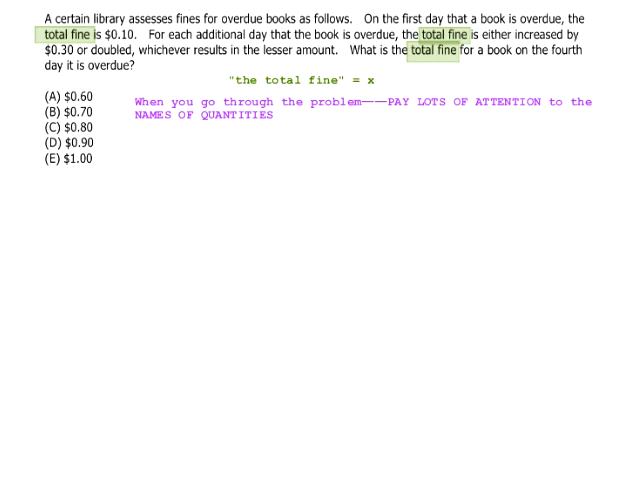 A certain library assesses fines for overdue books as follows. On the first day that a book is overdue, the
total fine is $0.10. For each additional day that the book is overdue, the total fine is either increased by
$0.30 or doubled, whichever results in the lesser amount. What is the total fine for a book on the fourth
day it is overdue?
"the total fine" = x
(A) $0.60
When you go through the problem——PAY LOTS OF ATTENTION to the
(B) $0.70
NAMES OF QUANTITIES
(C) $0.80
(D) $0.90
(E) $1.00